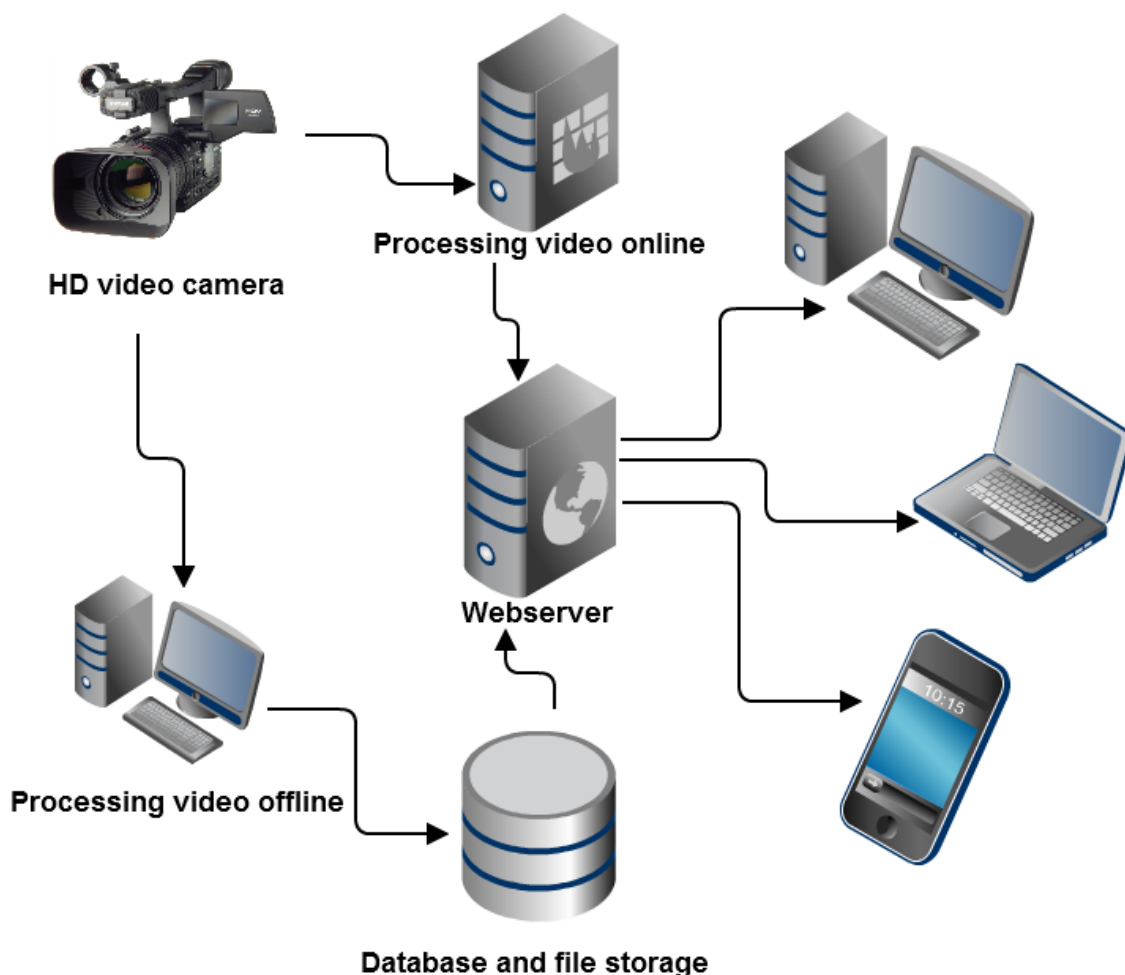 HD video camera
Processing video online
Webserver
10:15
Processing video offline
Database and file storage